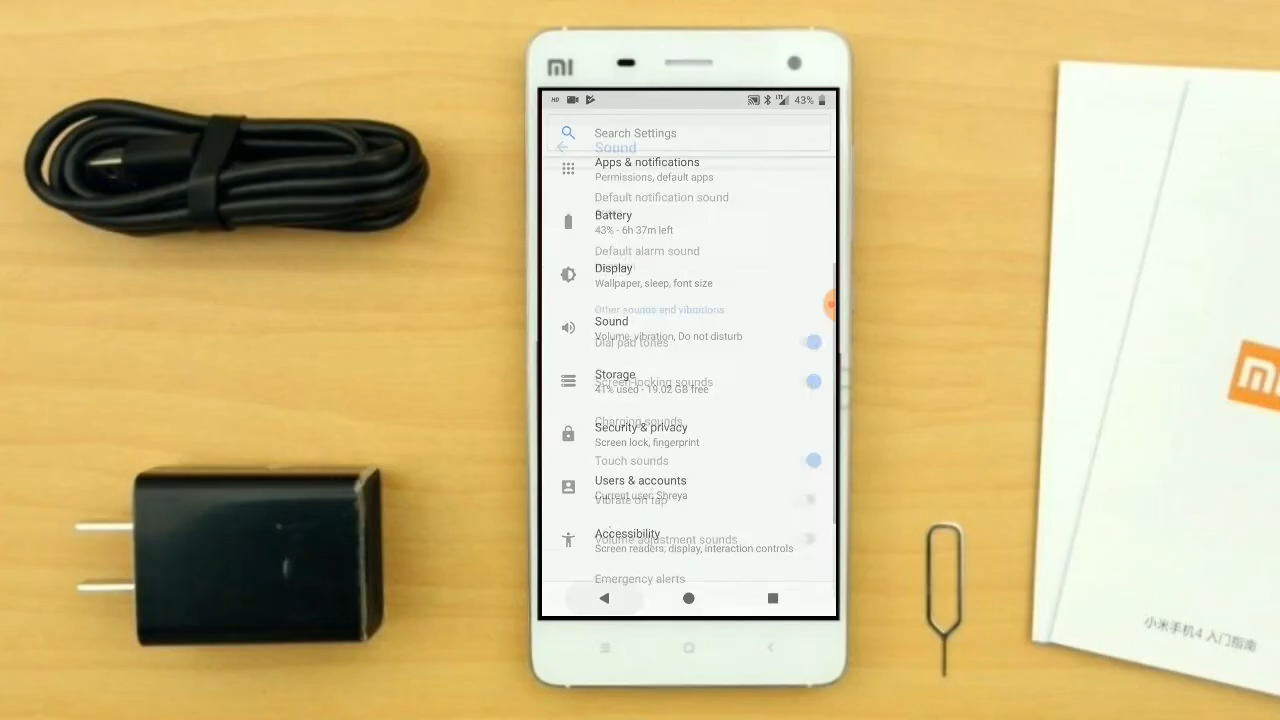 MI
HD
LTE
43%
Search Settings
Sound
Apps & notifications
Permissions, default apps
Default notification sound
Battery
43% - 6h 37m left
Default alarm sound
Display
Wallpaper, sleep, font size
Other sounds and vibrations
Sound
Volume, vibration, Do not disturb
Dial pad tones
Storage
Screen locking sounds
41% used - 19.02 GB free
Charging sounds
Security & privacy
Screen lock, fingerprint
Touch sounds
Users & accounts
Current user: Shreya
Vibrate on tap
Accessibility
Volume adjustment sounds
Screen readers, display, interaction controls
Emergency alerts
小米手机4 入门指南